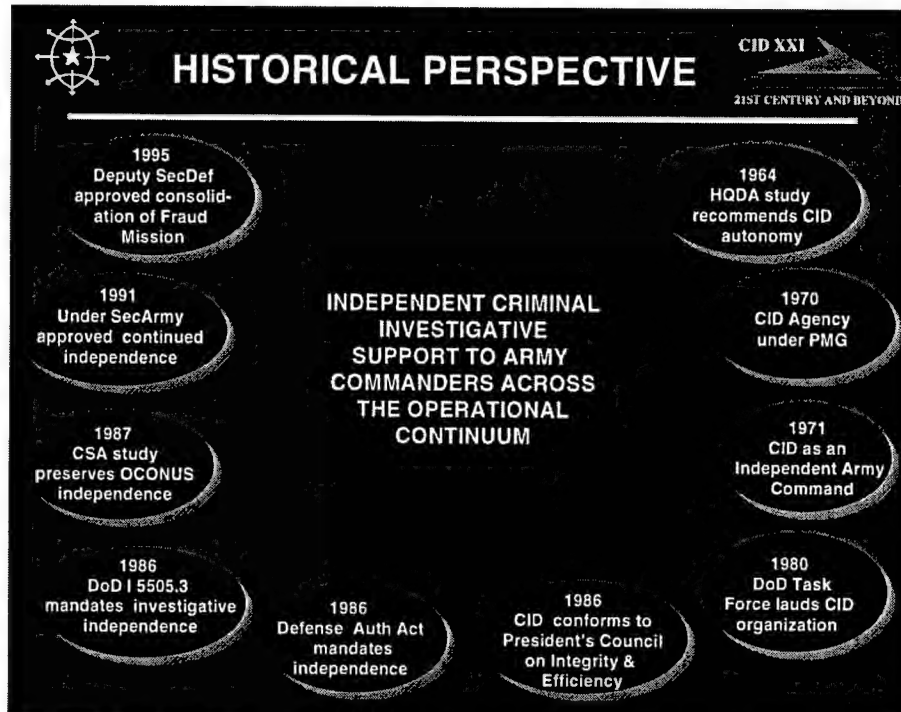 HISTORICAL PERSPECTIVE
CID XXI
21ST CENTURY AND BEYOND
1995
Deputy SecDef
approved consolid-
ation of Fraud
Mission
1964
HQDA study
recommends CID
autonomy
1991
Under SecArmy
approved continued
independence
INDEPENDENT CRIMINAL
INVESTIGATIVE
SUPPORT TO ARMY
COMMANDERS ACROSS
THE OPERATIONAL
CONTINUUM
1970
CID Agency
under PMG
1987
CSA study
preserves OCONUS
independence
1971
CID as an
Independent Army
Command
1986
DoD I 5505.3
mandates investigative
independence
1986
Defense Auth Act
mandates
independence
1986
CID conforms to
President's Council
on Integrity &
Efficiency
1980
DoD Task
Force lauds CID
organization